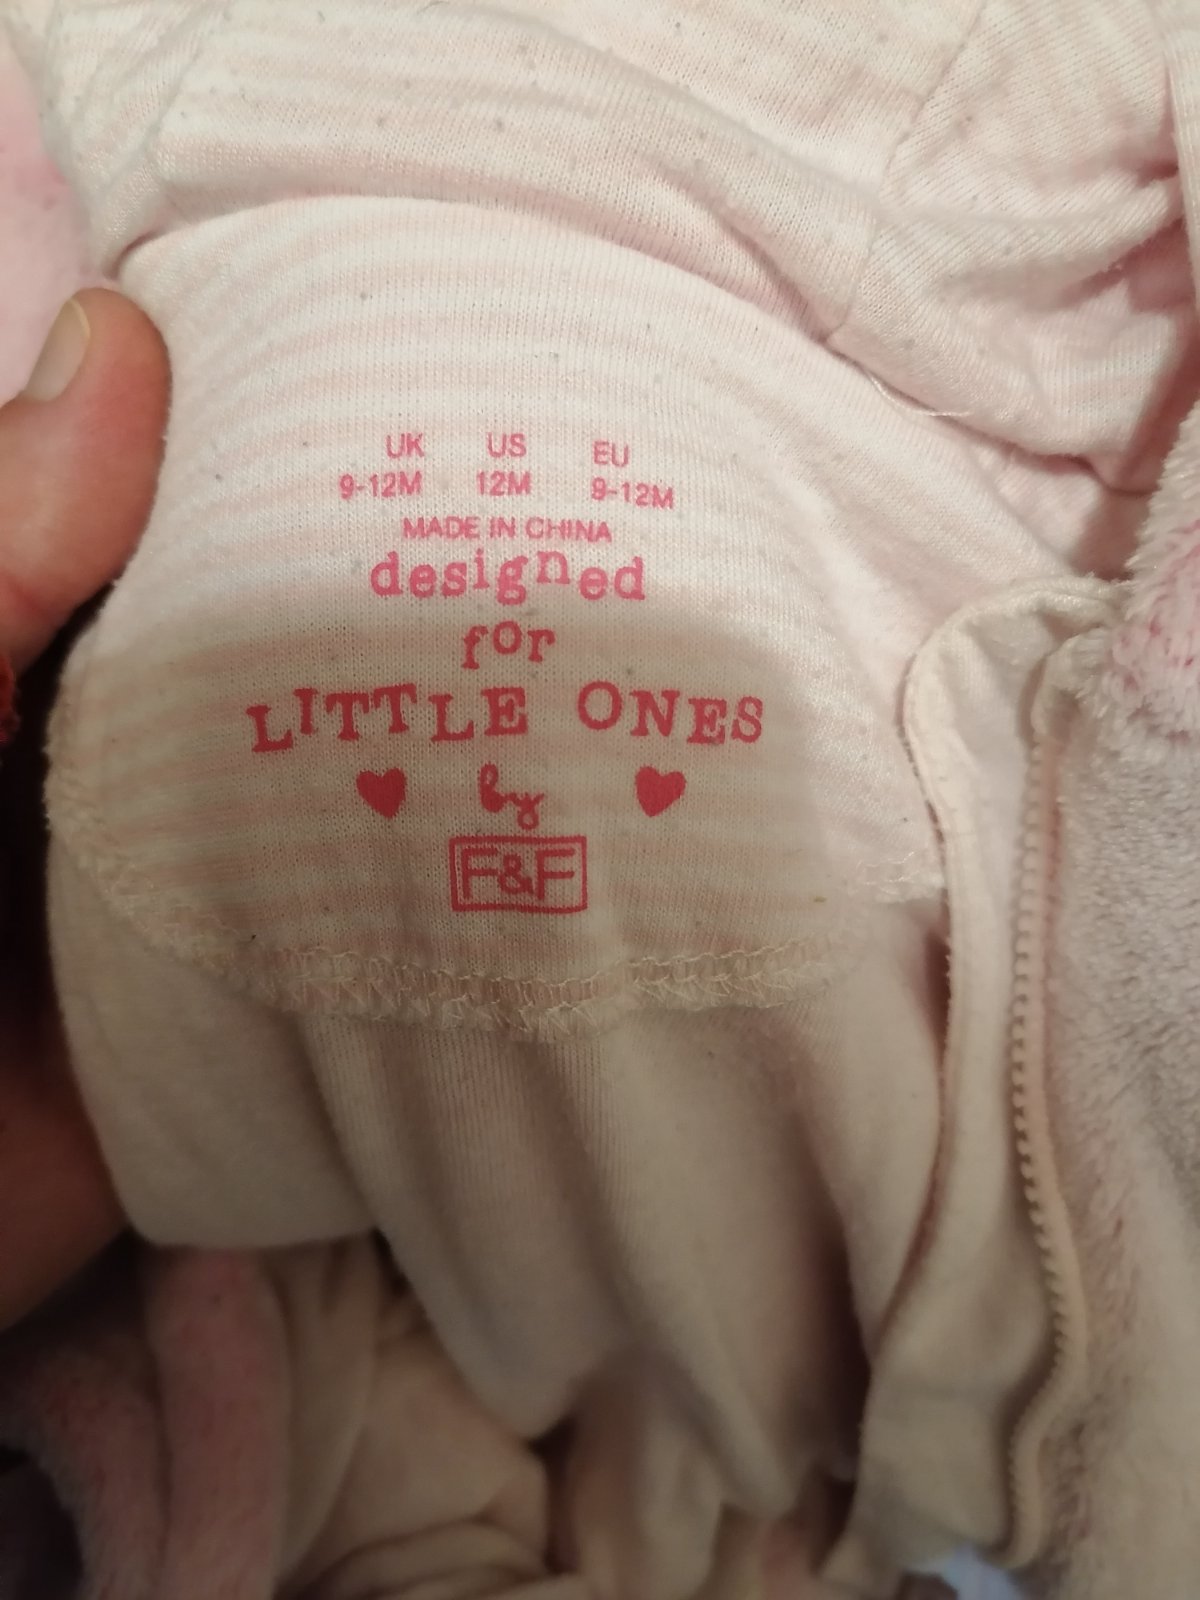 UK US EU
9-12M 12M 9-12M
MADE IN CHINA
designed
for
LITTLE ONES
by
F&F